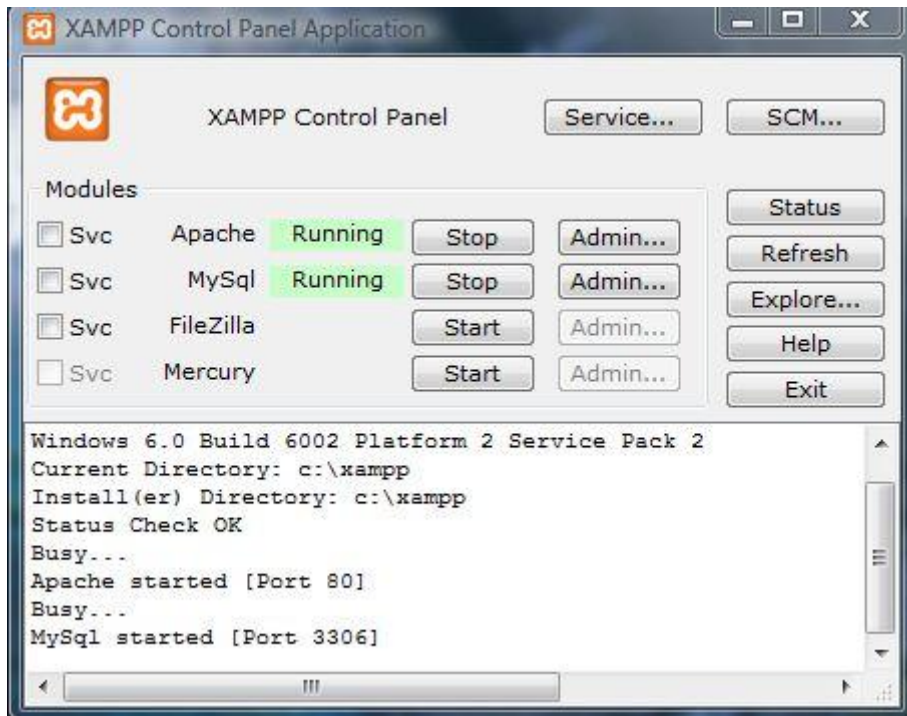 XAMPP Control Panel Application
XAMPP Control Panel Service... SCM...
Modules
Svc Apache Running Stop Admin...
Svc MySql Running Stop Admin...
Svc FileZilla Start Admin...
Svc Mercury Start Admin...
Status
Refresh
Explore...
Help
Exit
Windows 6.0 Build 6002 Platform 2 Service Pack 2
Current Directory: c:\xampp
Install(er) Directory: c:\xampp
Status Check OK
Busy...
Apache started [Port 80]
Busy...
MySql started [Port 3306]